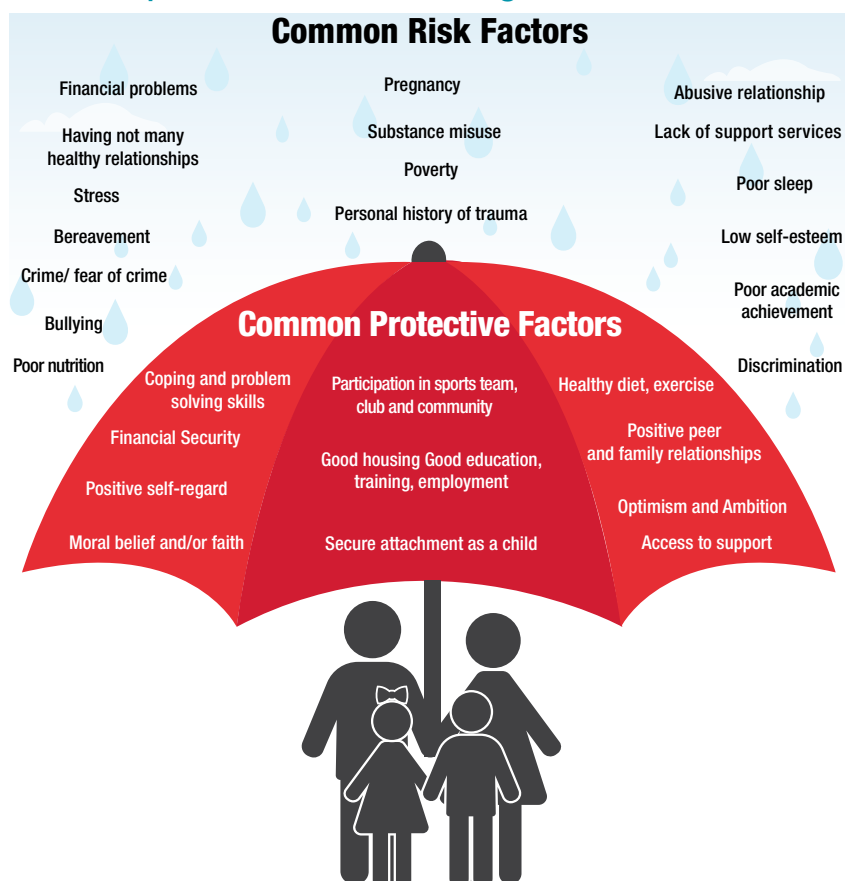 Common Risk Factors
Financial problems
Having not many
healthy relationships
Stress
Bereavement
Crime/ fear of crime
Bullying
Poor nutrition
Pregnancy
Substance misuse
Poverty
Personal history of trauma
Abusive relationship
Lack of support services
Poor sleep
Low self-esteem
Poor academic
achievement
Discrimination
Common Protective Factors
Coping and problem
solving skills
Financial Security
Positive self-regard
Moral belief and/or faith
Participation in sports team,
club and community
Good housing Good education,
training, employment
Secure attachment as a child
Healthy diet, exercise
Positive peer
and family relationships
Optimism and Ambition
Access to support